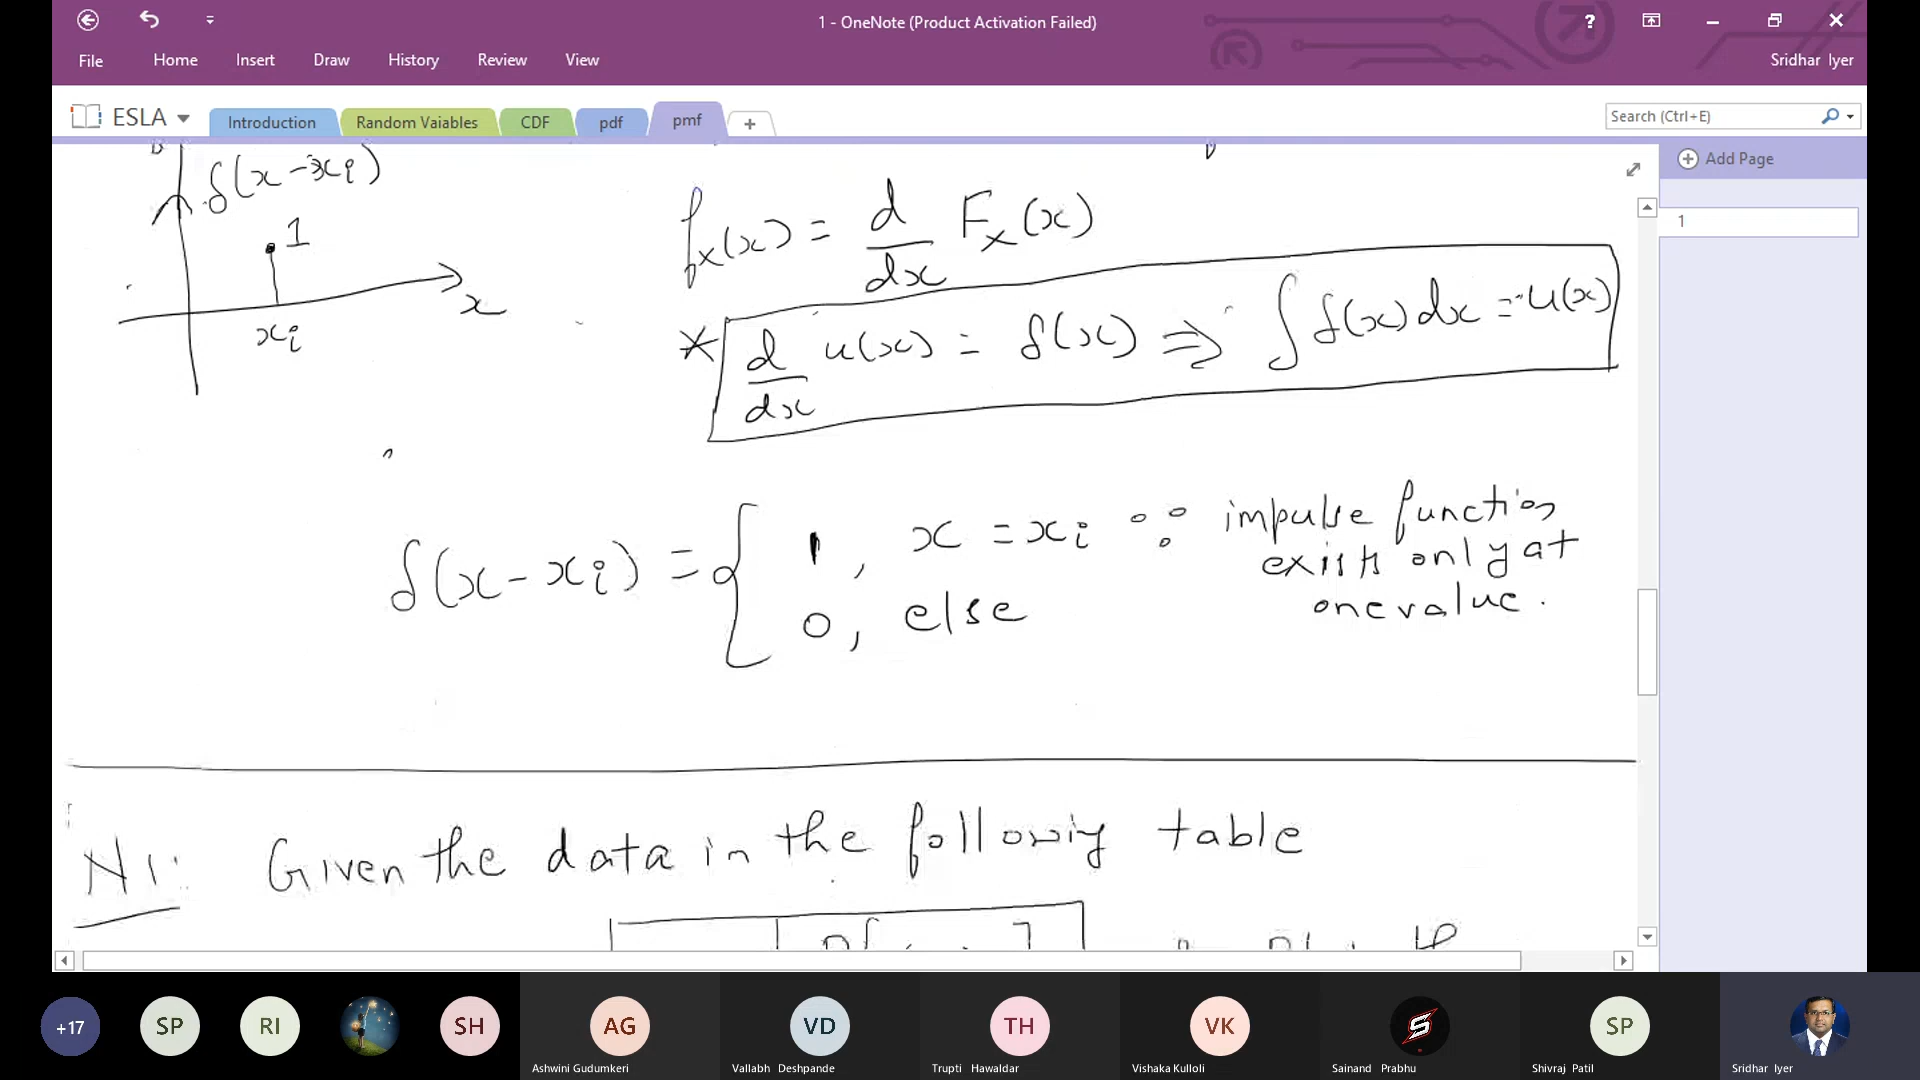 1 - OneNote (Product Activation Failed)
?
File Home Insert Draw History Review View
Sridhar Iyer
ESLA Introduction Random Vaiables CDF pdf pmf +
Search (Ctrl+E)
Add Page
1
δ(x-xi)
1
xi
x
fx(x) = d/dx Fx(x)
* d/dx u(x) = δ(x) ⇒ ∫ δ(x) dx = u(x)
δ(x-xi) = { 1, x = xi ∵ impulse function
exists only at
one value.
0, else
N1: Given the data in the following table
+17 SP RI SH AG VD TH VK S SP
Ashwini Gudumkeri Vallabh Deshpande Trupti Hawaldar Vishaka Kulloli Sainand Prabhu Shivraj Patil Sridhar Iyer